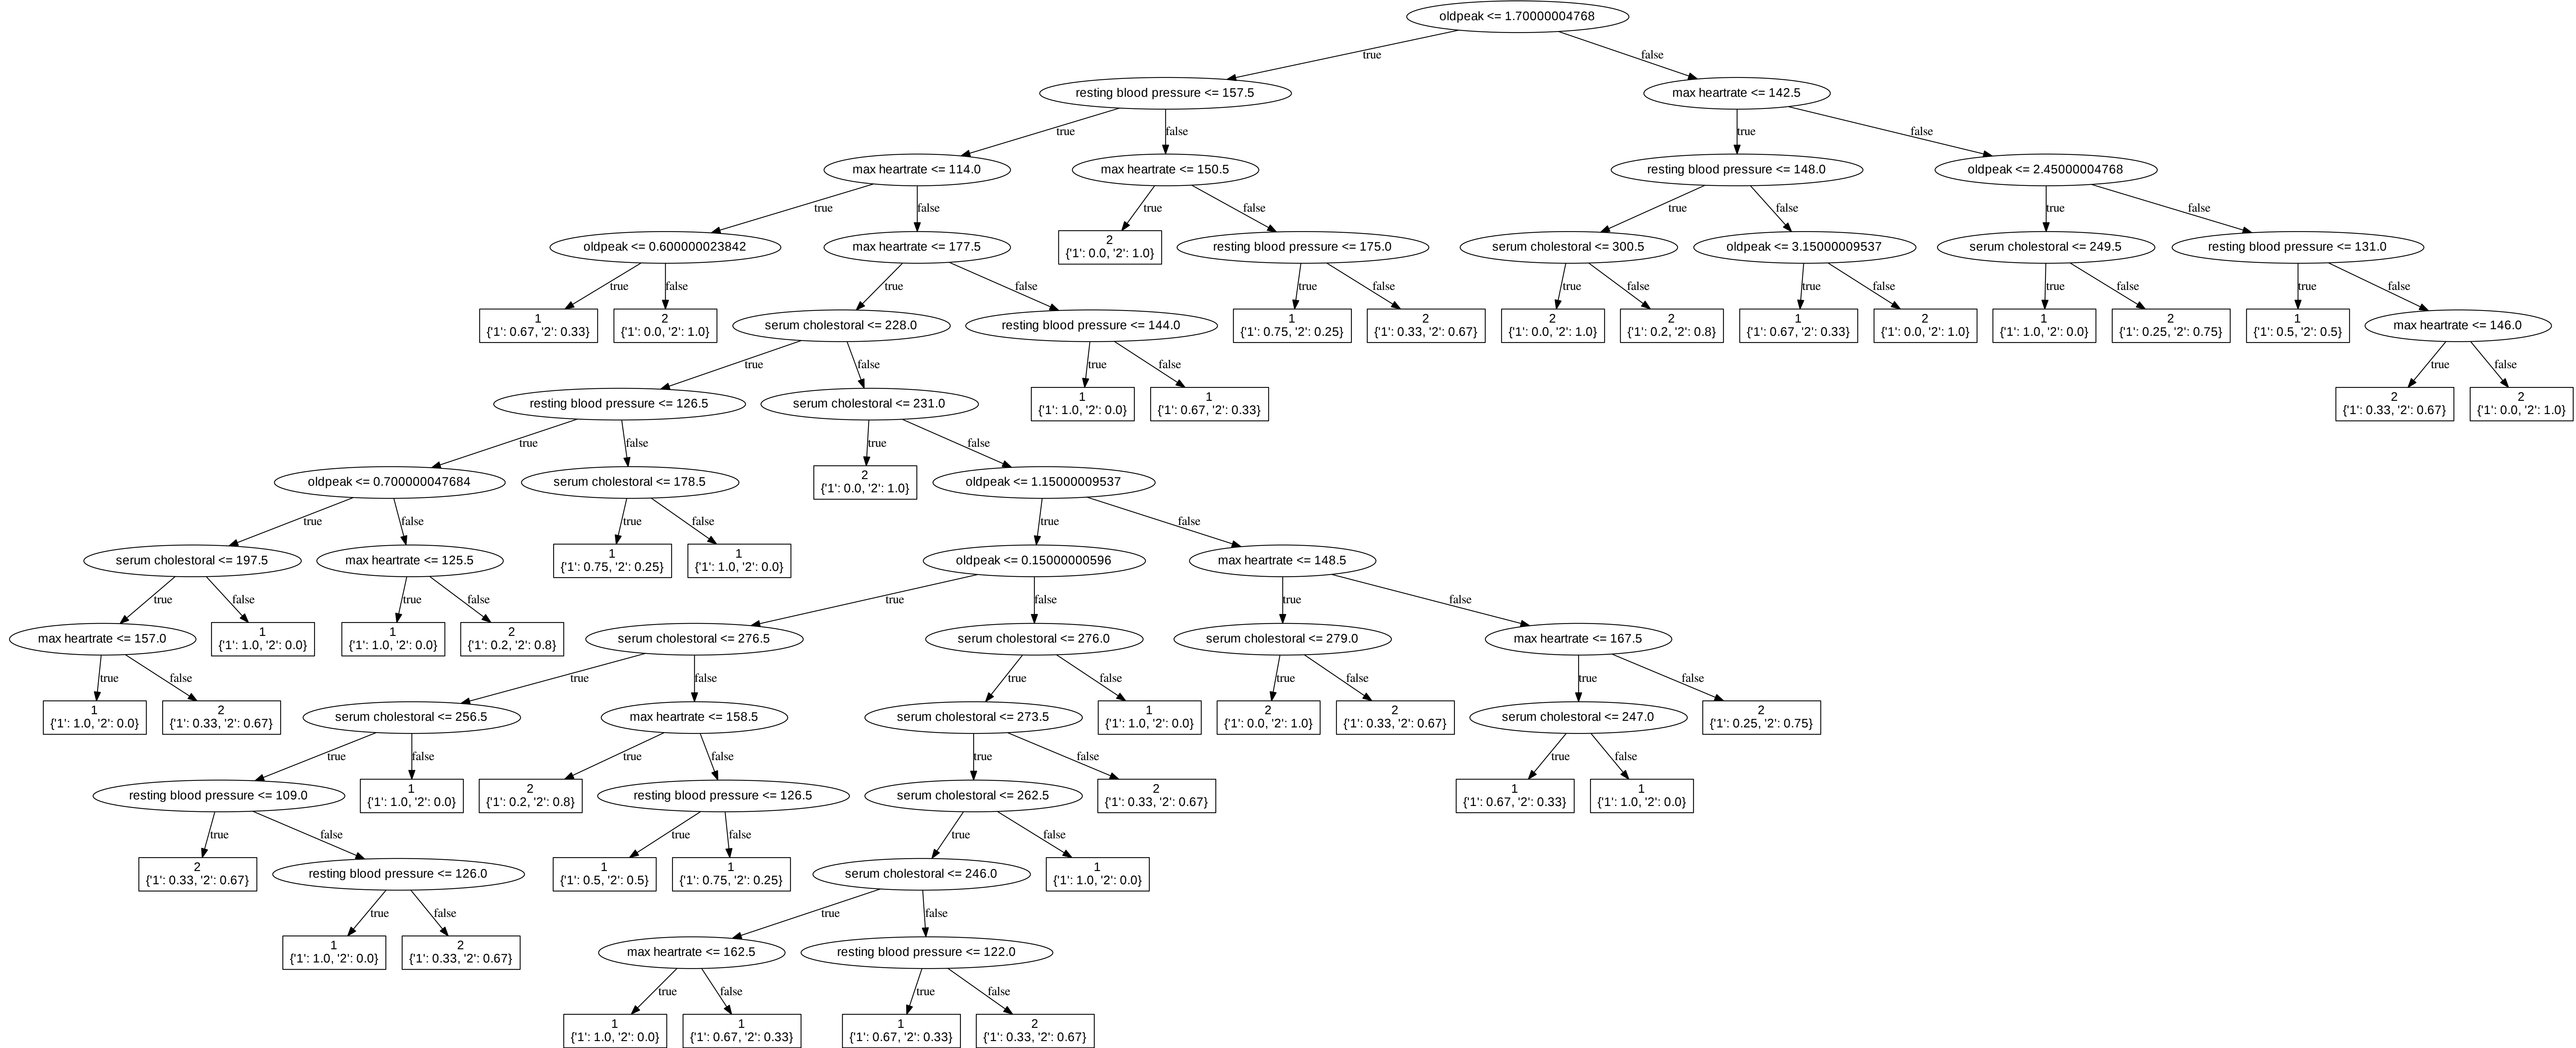 oldpeak <= 1.70000004768
true
false
resting blood pressure <= 157.5
max heartrate <= 142.5
true
false
true
false
max heartrate <= 114.0
max heartrate <= 150.5
resting blood pressure <= 148.0
oldpeak <= 2.45000004768
true
false
true
false
true
false
true
false
oldpeak <= 0.600000023842
max heartrate <= 177.5
2
{'1': 0.0, '2': 1.0}
resting blood pressure <= 175.0
serum cholestoral <= 300.5
oldpeak <= 3.15000009537
serum cholestoral <= 249.5
resting blood pressure <= 131.0
true
false
true
false
true
false
true
false
true
false
true
false
true
false
1
{'1': 0.67, '2': 0.33}
2
{'1': 0.0, '2': 1.0}
serum cholestoral <= 228.0
resting blood pressure <= 144.0
1
{'1': 0.75, '2': 0.25}
2
{'1': 0.33, '2': 0.67}
2
{'1': 0.0, '2': 1.0}
2
{'1': 0.2, '2': 0.8}
1
{'1': 0.67, '2': 0.33}
2
{'1': 0.0, '2': 1.0}
1
{'1': 1.0, '2': 0.0}
2
{'1': 0.25, '2': 0.75}
1
{'1': 0.5, '2': 0.5}
max heartrate <= 146.0
true
false
true
false
true
false
resting blood pressure <= 126.5
serum cholestoral <= 231.0
1
{'1': 1.0, '2': 0.0}
1
{'1': 0.67, '2': 0.33}
2
{'1': 0.33, '2': 0.67}
2
{'1': 0.0, '2': 1.0}
true
false
true
false
oldpeak <= 0.700000047684
serum cholestoral <= 178.5
2
{'1': 0.0, '2': 1.0}
oldpeak <= 1.15000009537
true
false
true
false
true
false
serum cholestoral <= 197.5
max heartrate <= 125.5
1
{'1': 0.75, '2': 0.25}
1
{'1': 1.0, '2': 0.0}
oldpeak <= 0.15000000596
max heartrate <= 148.5
true
false
true
false
true
false
true
false
max heartrate <= 157.0
1
{'1': 1.0, '2': 0.0}
1
{'1': 1.0, '2': 0.0}
2
{'1': 0.2, '2': 0.8}
serum cholestoral <= 276.5
serum cholestoral <= 276.0
serum cholestoral <= 279.0
max heartrate <= 167.5
true
false
true
false
true
false
true
false
true
false
1
{'1': 1.0, '2': 0.0}
2
{'1': 0.33, '2': 0.67}
serum cholestoral <= 256.5
max heartrate <= 158.5
serum cholestoral <= 273.5
1
{'1': 1.0, '2': 0.0}
2
{'1': 0.0, '2': 1.0}
2
{'1': 0.33, '2': 0.67}
serum cholestoral <= 247.0
2
{'1': 0.25, '2': 0.75}
true
false
true
false
true
false
true
false
resting blood pressure <= 109.0
1
{'1': 1.0, '2': 0.0}
2
{'1': 0.2, '2': 0.8}
resting blood pressure <= 126.5
serum cholestoral <= 262.5
2
{'1': 0.33, '2': 0.67}
1
{'1': 0.67, '2': 0.33}
1
{'1': 1.0, '2': 0.0}
true
false
true
false
true
false
2
{'1': 0.33, '2': 0.67}
resting blood pressure <= 126.0
1
{'1': 0.5, '2': 0.5}
1
{'1': 0.75, '2': 0.25}
serum cholestoral <= 246.0
1
{'1': 1.0, '2': 0.0}
true
false
true
false
1
{'1': 1.0, '2': 0.0}
2
{'1': 0.33, '2': 0.67}
max heartrate <= 162.5
resting blood pressure <= 122.0
true
false
true
false
1
{'1': 1.0, '2': 0.0}
1
{'1': 0.67, '2': 0.33}
1
{'1': 0.67, '2': 0.33}
2
{'1': 0.33, '2': 0.67}